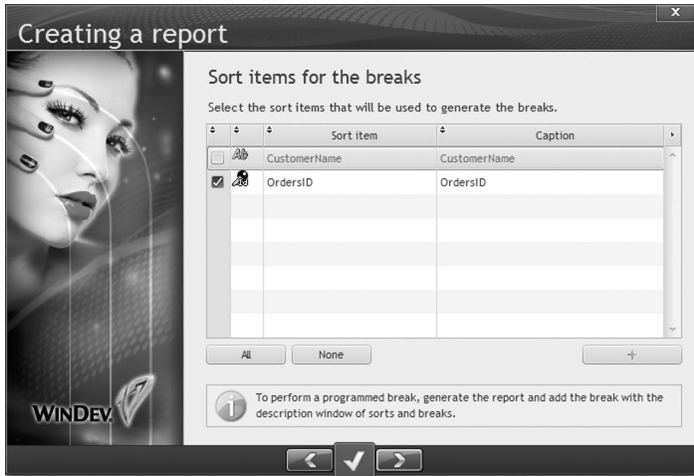 Creating a report
Sort items for the breaks
Select the sort items that will be used to generate the breaks.
Sort item Caption
Ab CustomerName CustomerName
OrdersID OrdersID
All None
To perform a programmed break, generate the report and add the break with the
description window of sorts and breaks.
WINDEV.